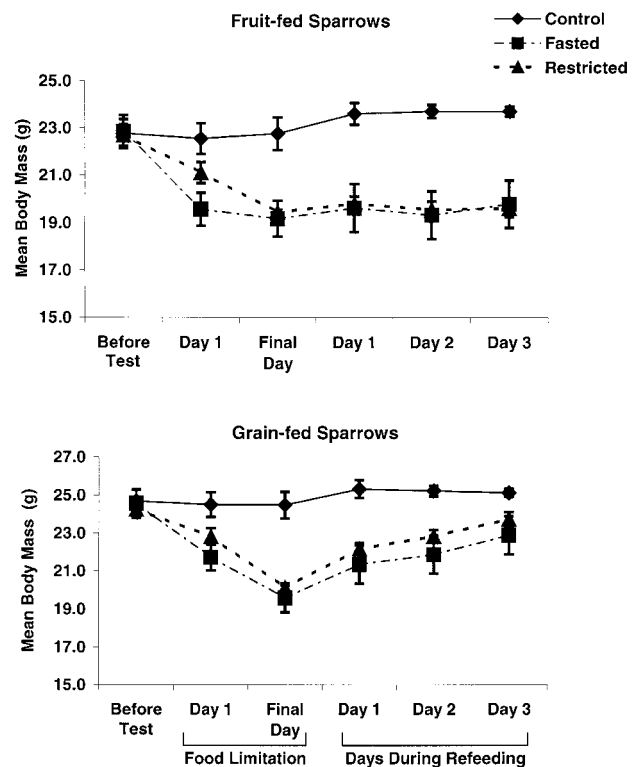 Fruit-fed Sparrows
Control
Fasted
Restricted
Mean Body Mass (g)
25.0
23.0
21.0
19.0
17.0
15.0
Before Test
Day 1
Final Day
Day 1
Day 2
Day 3
Grain-fed Sparrows
Mean Body Mass (g)
27.0
25.0
23.0
21.0
19.0
17.0
15.0
Before Test
Day 1
Final Day
Day 1
Day 2
Day 3
Food Limitation
Days During Refeeding